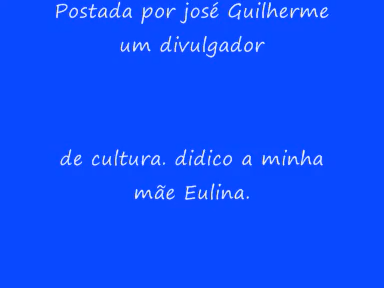 Postada por josé Guilherme
um divulgador
de cultura. didico a minha
mãe Eulina.